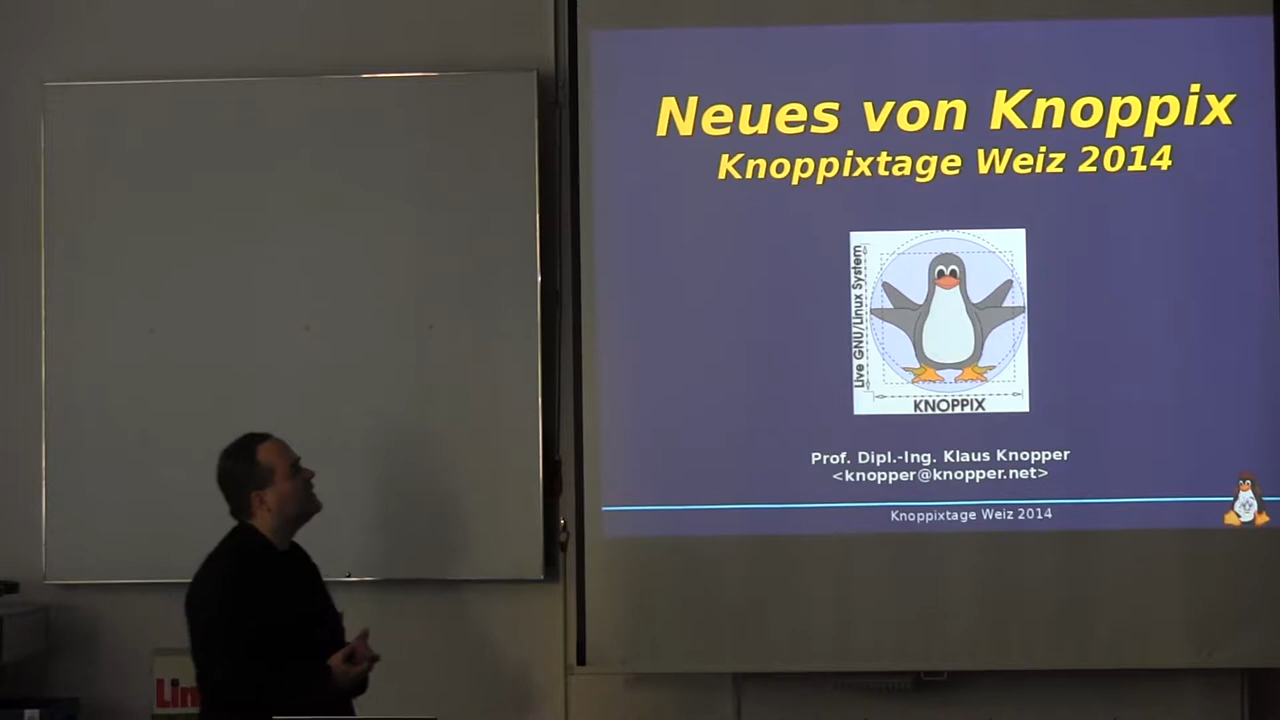 Neues von Knoppix
Knoppixtage Weiz 2014
Live GNU/Linux System
KNOPPIX
Prof. Dipl.-Ing. Klaus Knopper
<knopper@knopper.net>
Knoppixtage Weiz 2014
Lin